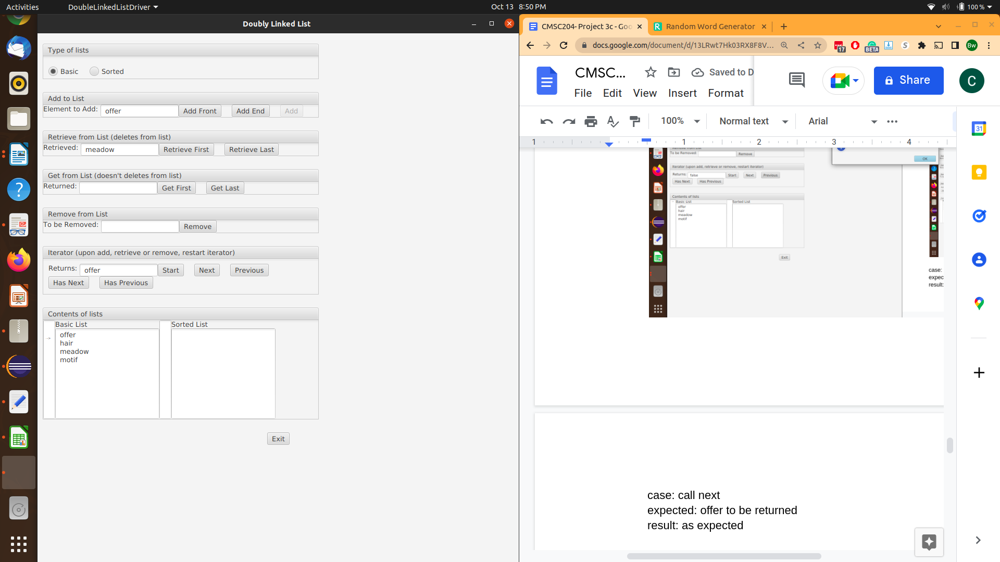 Activities
DoubleLinkedListDriver
Oct 13 8:50 PM
100 %
Doubly Linked List
Type of lists
Basic Sorted
Add to List
Element to Add: offer Add Front Add End Add
Retrieve from List (deletes from list)
Retrieved: meadow Retrieve First Retrieve Last
Get from List (doesn't deletes from list)
Returned: Get First Get Last
Remove from List
To be Removed: Remove
Iterator (upon add, retrieve or remove, restart iterator)
Returns: offer Start Next Previous
Has Next Has Previous
Contents of lists
Basic List Sorted List
-->
offer
hair
meadow
motif
Exit
CMSC204- Project 3c - Goo
Random Word Generator
docs.google.com/document/d/13LRwt7Hk03RX8F8V...
17
BETA
Bw
CMSC...
Saved to D
File Edit View Insert Format
Share
C
100% Normal text Arial
31
1 1 2 3 4
To be Removed: Remove
OK
Iterator (upon add, retrieve or remove, restart iterator)
Returns: false Start Next Previous
Has Next Has Previous
Contents of lists
Basic List Sorted List
offer
hair
meadow
motif
Exit
case:
expec
result:
case: call next
expected: offer to be returned
result: as expected